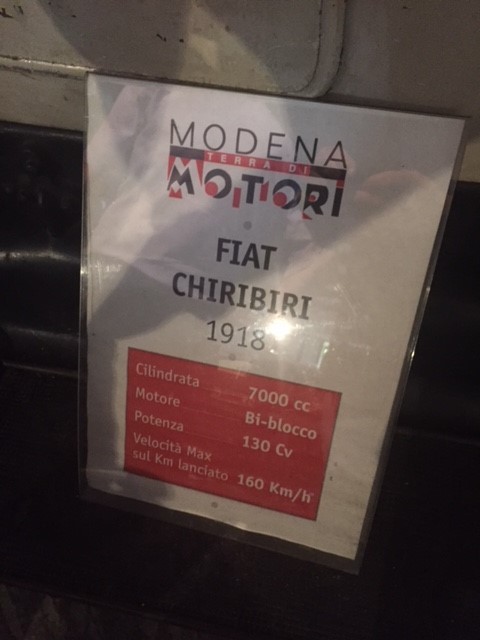 MODENA
TERRA DI
MOTORI
FIAT
CHIRIBIRI
1918
Cilindrata 7000 cc
Motore Bi-blocco
Potenza 130 Cv
Velocità Max
sul Km lanciato 160 Km/h